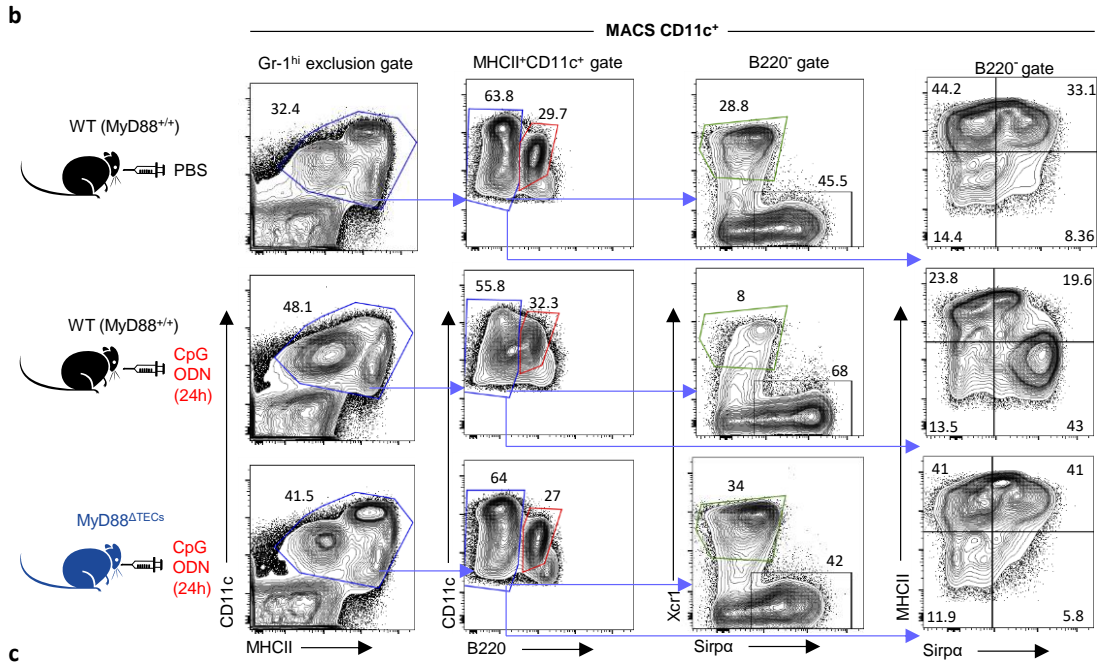 b
MACS CD11c⁺
Gr-1ʰⁱ exclusion gate
MHCII⁺CD11c⁺ gate
B220⁻ gate
B220⁻ gate
WT (MyD88⁺/⁺)
PBS
32.4
63.8
29.7
28.8
45.5
44.2
33.1
14.4
8.36
WT (MyD88⁺/⁺)
CpG
ODN
(24h)
48.1
55.8
32.3
8
68
23.8
19.6
13.5
43
MyD88ᐃTECs
CpG
ODN
(24h)
41.5
64
27
34
42
41
41
11.9
5.8
CD11c
CD11c
Xcr1
MHCII
MHCII
B220
Sirpα
Sirpα
c